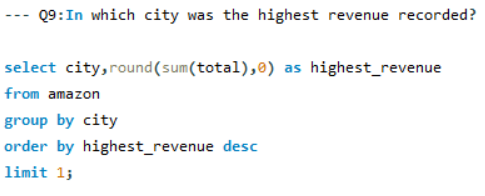 --- Q9:In which city was the highest revenue recorded?
select city,round(sum(total),0) as highest_revenue
from amazon
group by city
order by highest_revenue desc
limit 1;